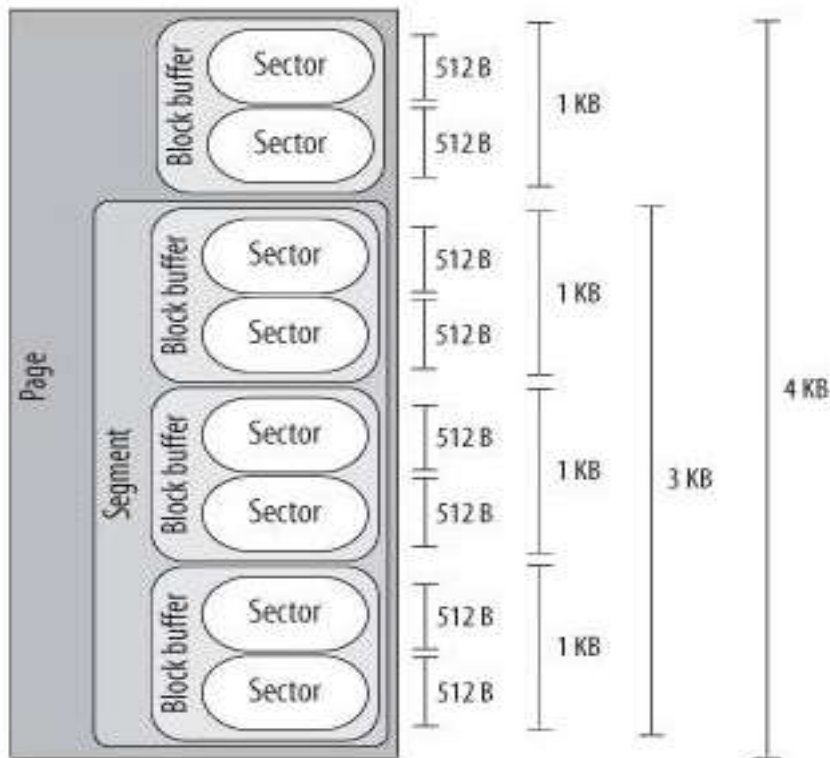 Page
Segment
Block buffer
Sector
Sector
512 B
512 B
1 KB
Block buffer
Sector
Sector
512 B
512 B
1 KB
Block buffer
Sector
Sector
512 B
512 B
1 KB
Block buffer
Sector
Sector
512 B
512 B
1 KB
3 KB
4 KB